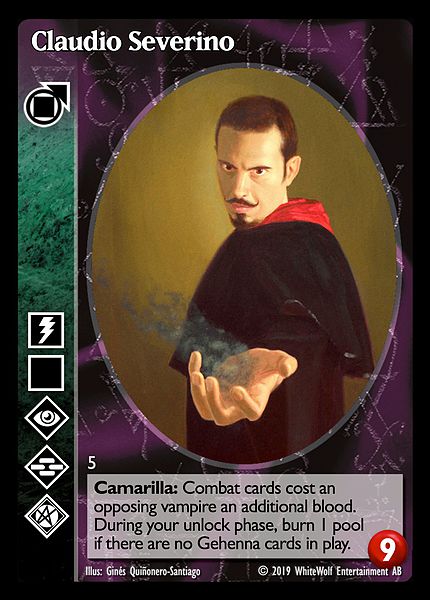 Claudio Severino
5
Camarilla: Combat cards cost an
opposing vampire an additional blood.
During your unlock phase, burn 1 pool
if there are no Gehenna cards in play.
9
Illus: Ginés Quiñonero-Santiago © 2019 WhiteWolf Entertainment AB